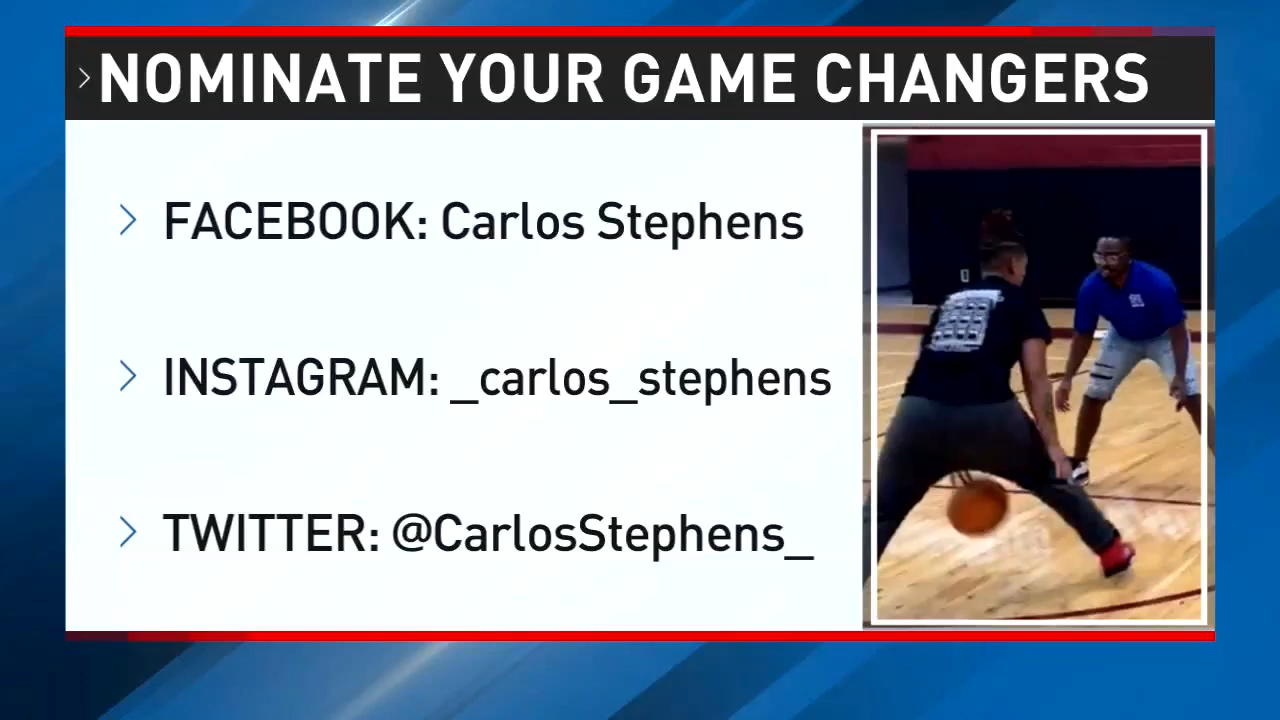 NOMINATE YOUR GAME CHANGERS
FACEBOOK: Carlos Stephens
INSTAGRAM: _carlos_stephens
TWITTER: @CarlosStephens_